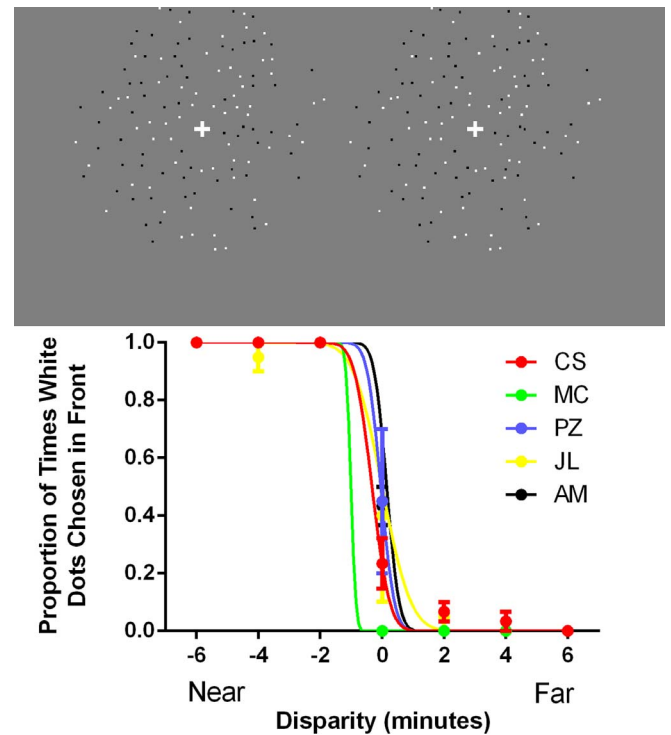 1.0
0.8
0.6
0.4
0.2
0.0
Proportion of Times White
Dots Chosen in Front
CS
MC
PZ
JL
AM
-6 -4 -2 0 2 4 6
Near Far
Disparity (minutes)